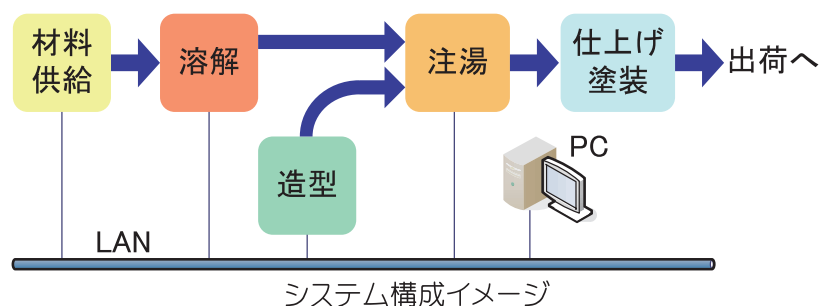 材料
供給
溶解
注湯
仕上げ
塗装
出荷へ
造型
PC
LAN
システム構成イメージ